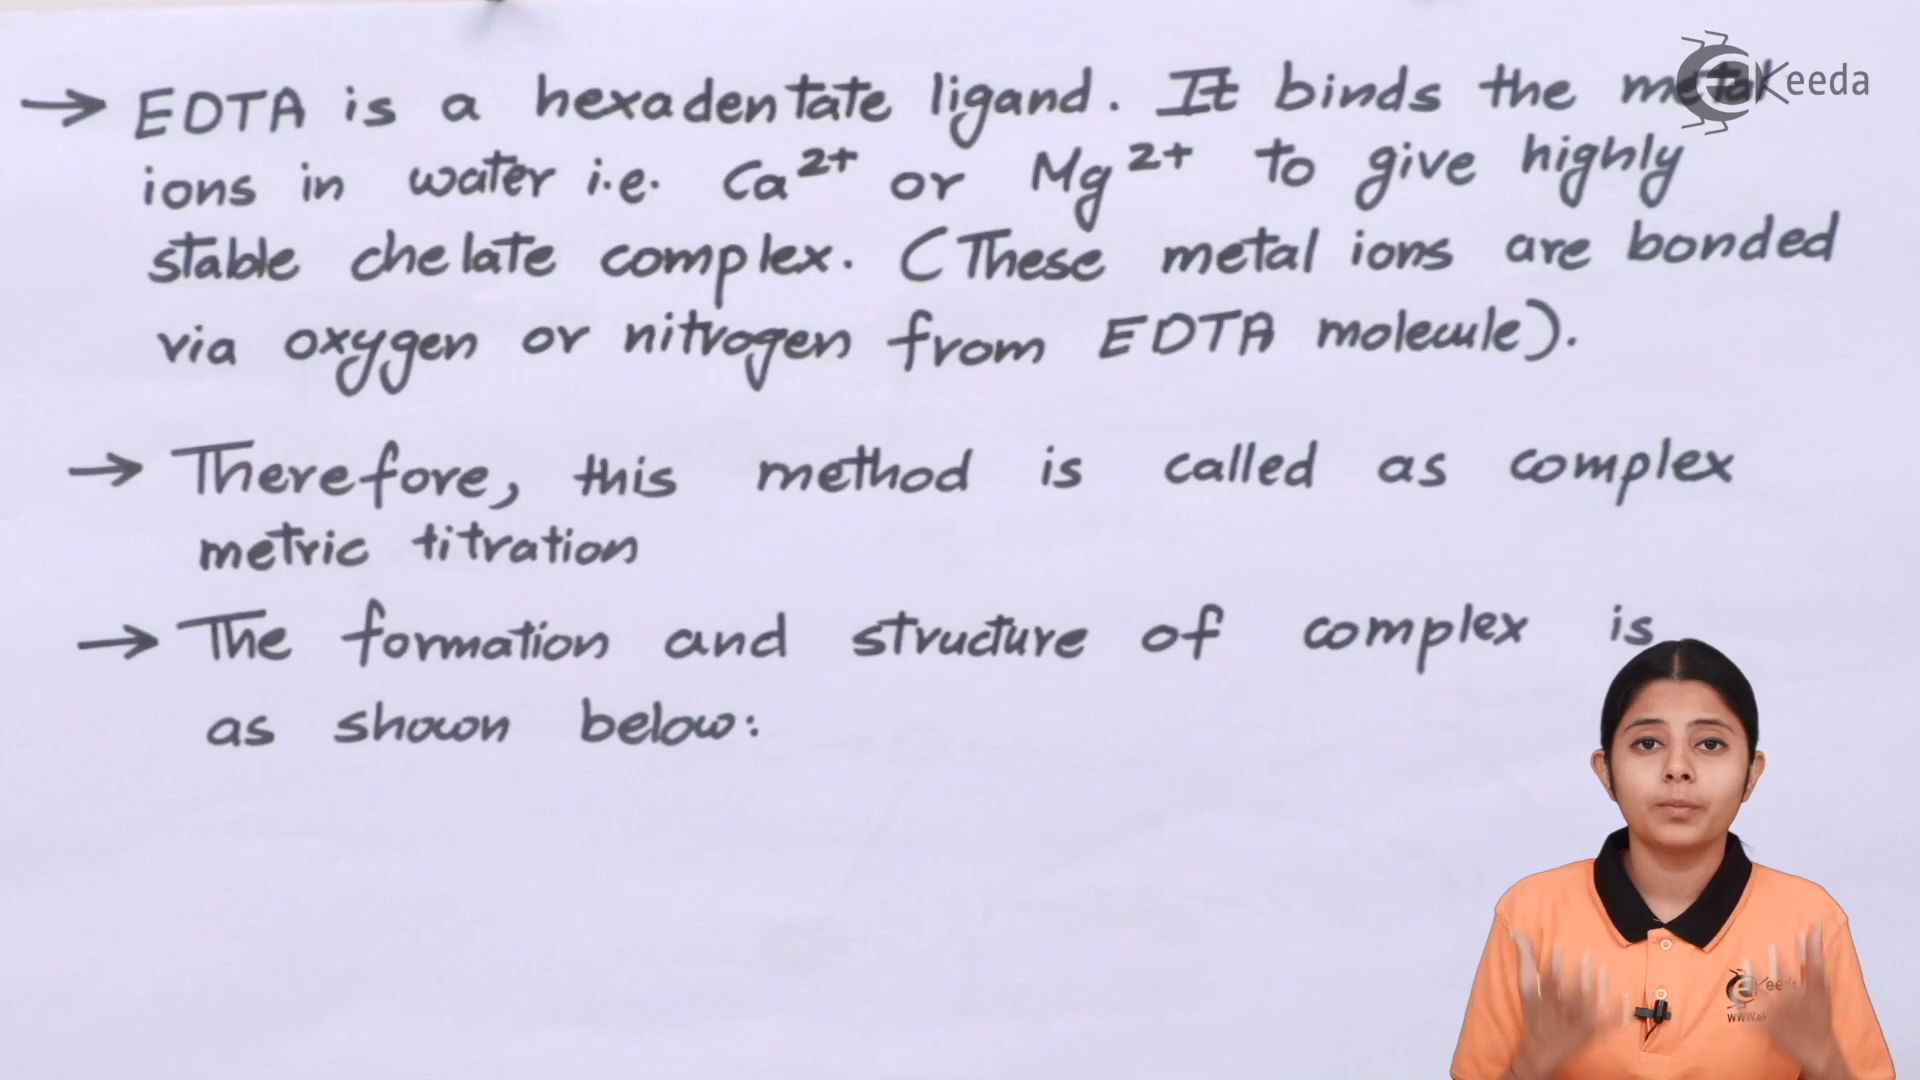 → EDTA is a hexadentate ligand. It binds the metal
ions in water i.e. Ca²⁺ or Mg²⁺ to give highly
stable chelate complex. (These metal ions are bonded
via oxygen or nitrogen from EDTA molecule).
→ Therefore, this method is called as complex
metric titration
→ The formation and structure of complex is
as shown below:
eKeeda
eKeeda